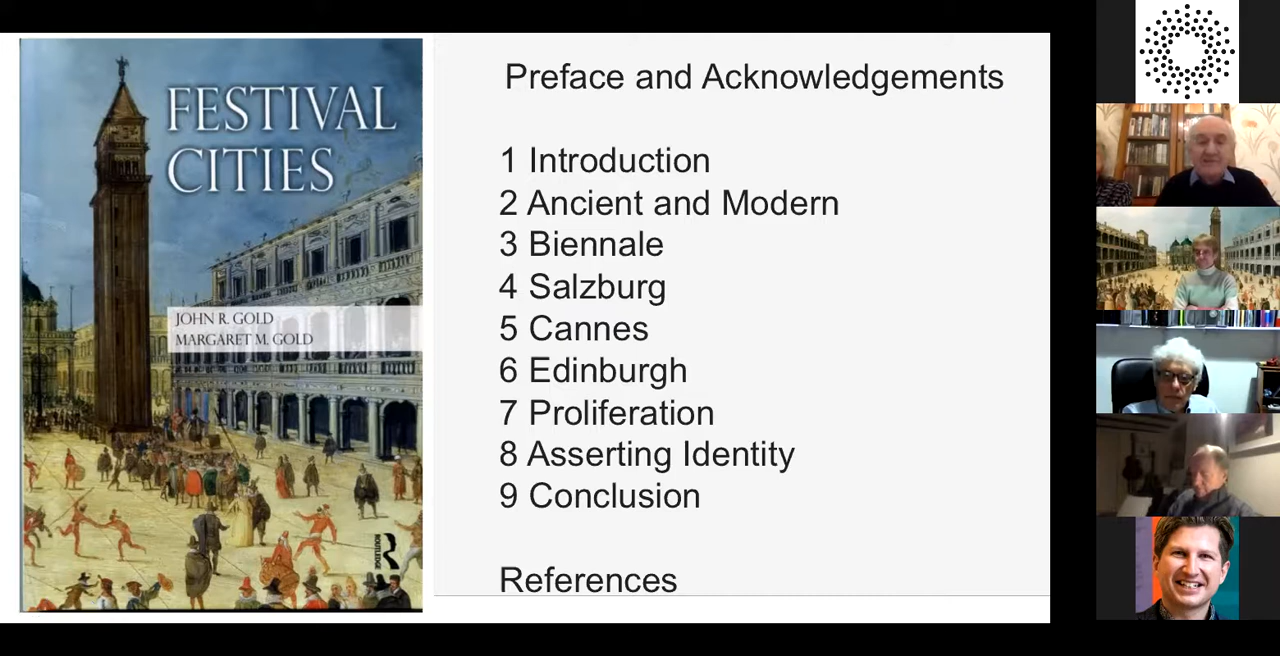 FESTIVAL
CITIES
JOHN R. GOLD
MARGARET M. GOLD
ROUTLEDGE
Preface and Acknowledgements
1 Introduction
2 Ancient and Modern
3 Biennale
4 Salzburg
5 Cannes
6 Edinburgh
7 Proliferation
8 Asserting Identity
9 Conclusion
References